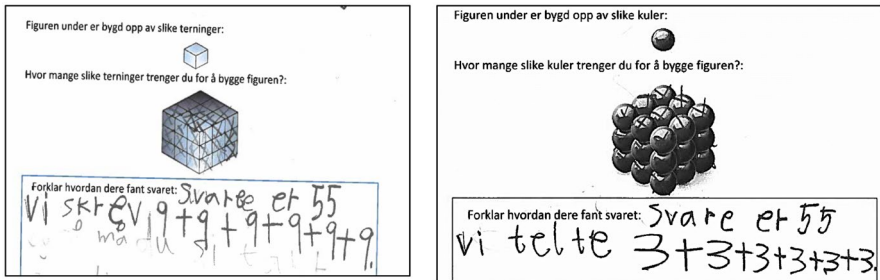 Figuren under er bygd opp av slike terninger:
Hvor mange slike terninger trenger du for å bygge figuren?:
Forklar hvordan dere fant svaret: Svarte er 55
Vi skrev 9+9+9+9+9+9.
Figuren under er bygd opp av slike kuler:
Hvor mange slike kuler trenger du for å bygge figuren?:
Forklar hvordan dere fant svaret: Svare er 55
vi telte 3+3+3+3+3+3.